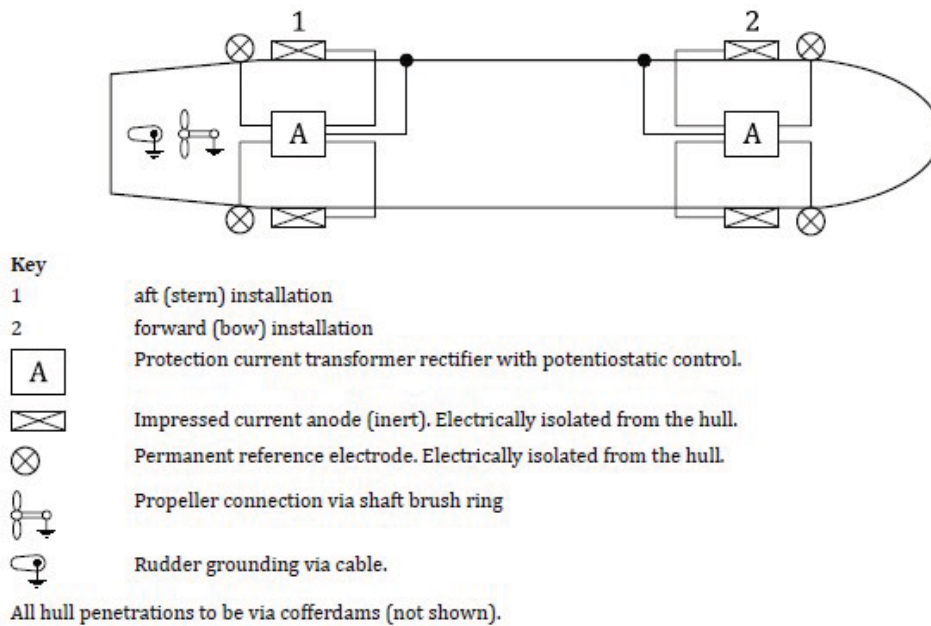 1
2
A
A
Key
1 aft (stern) installation
2 forward (bow) installation
A Protection current transformer rectifier with potentiostatic control.
Impressed current anode (inert). Electrically isolated from the hull.
Permanent reference electrode. Electrically isolated from the hull.
Propeller connection via shaft brush ring
Rudder grounding via cable.
All hull penetrations to be via cofferdams (not shown).